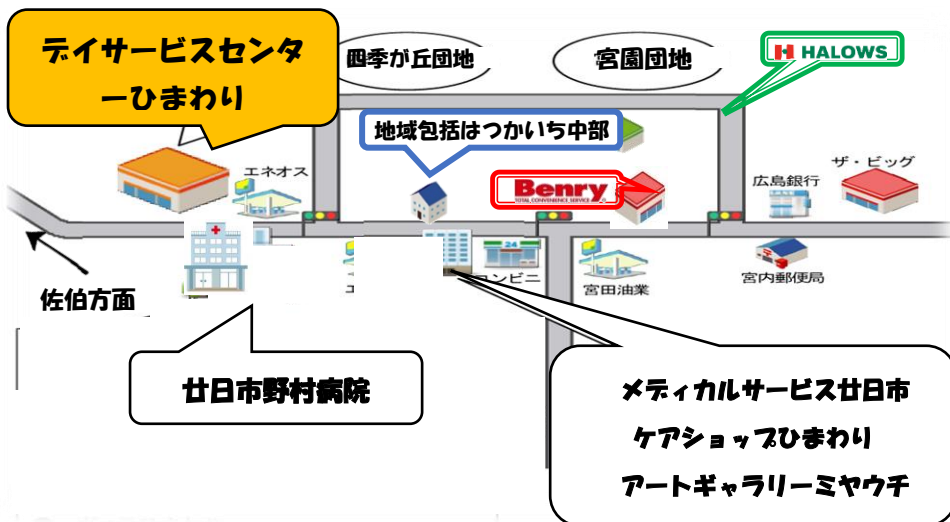 デイサービスセンタ
ーひまわり
四季が丘団地
宮園団地
HALOWS
地域包括はつかいち中部
エネオス
Benry
TOTAL CONVENIENCE SERVICE
広島銀行
ザ・ビッグ
24
コンビニ
佐伯方面
宮田油業
宮内郵便局
廿日市野村病院
メディカルサービス廿日市
ケアショップひまわり
アートギャラリーミヤウチ